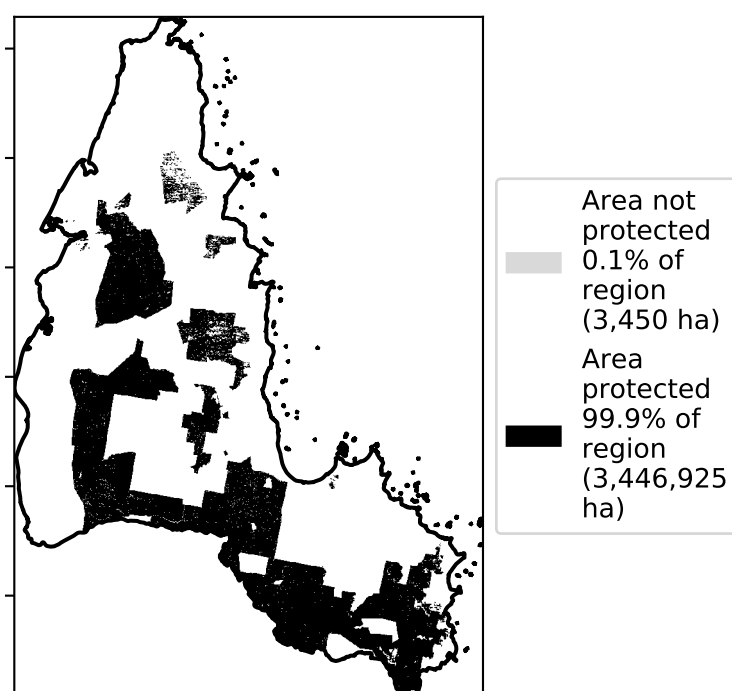 Area not
protected
0.1% of
region
(3,450 ha)
Area
protected
99.9% of
region
(3,446,925
ha)